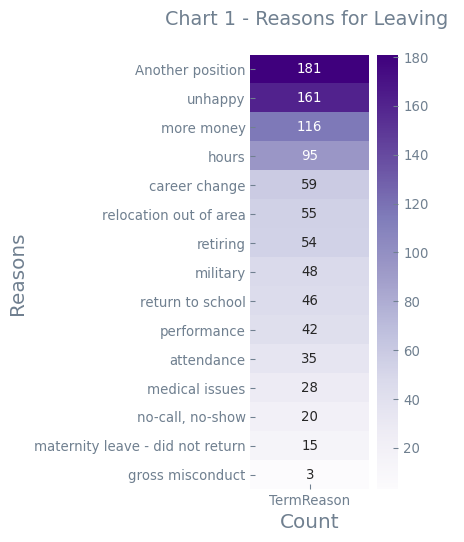 Chart 1 - Reasons for Leaving
Another position 181
unhappy 161
more money 116
hours 95
career change 59
relocation out of area 55
retiring 54
military 48
return to school 46
performance 42
attendance 35
medical issues 28
no-call, no-show 20
maternity leave - did not return 15
gross misconduct 3
TermReason
Count
Reasons
180
160
140
120
100
80
60
40
20